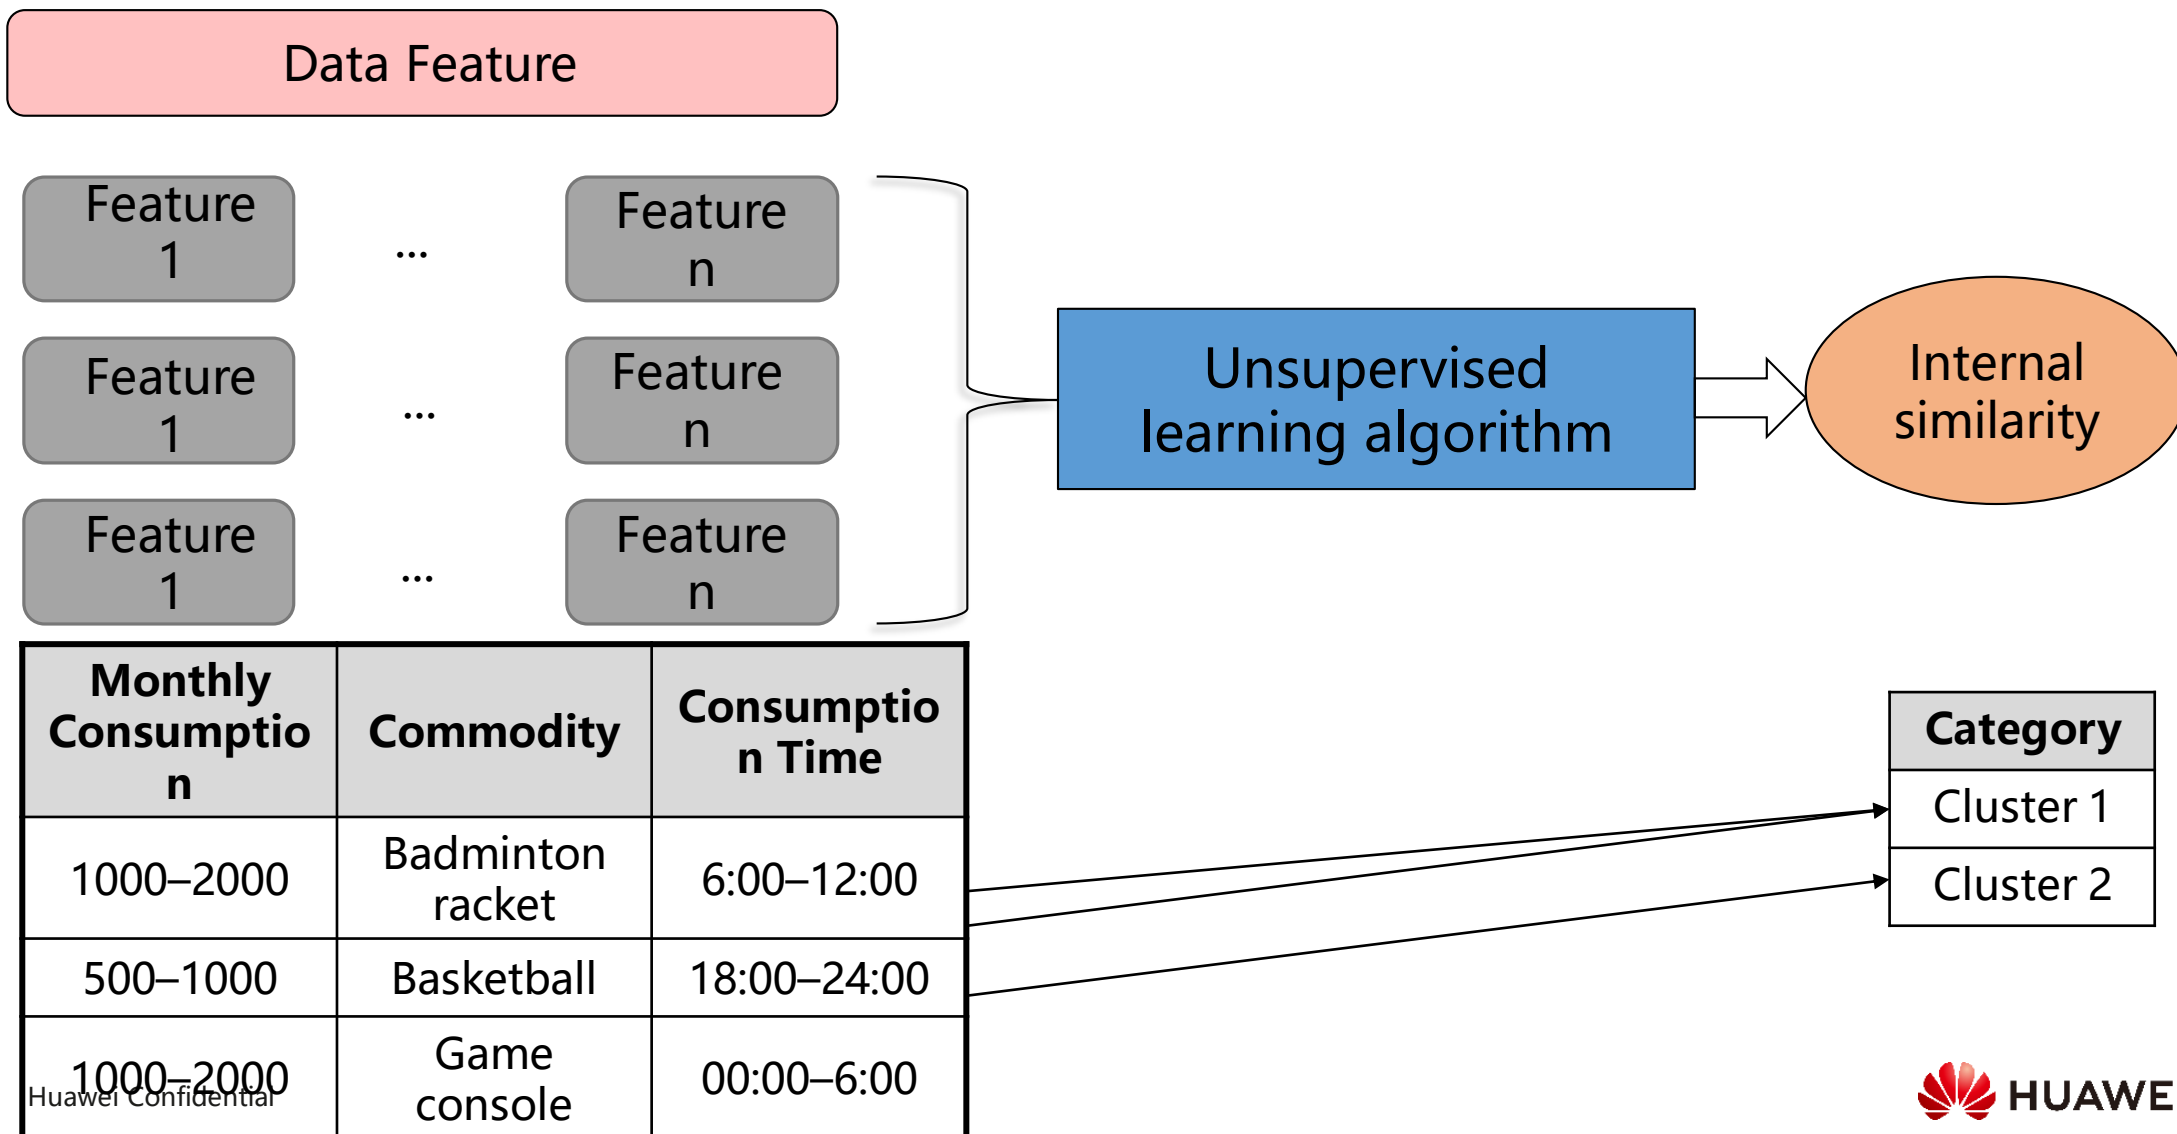 Data Feature
Feature
1
...
Feature
n
Feature
1
...
Feature
n
Feature
1
...
Feature
n
Unsupervised
learning algorithm
Internal
similarity
Monthly
Consumptio
n
Commodity
Consumptio
n Time
1000–2000
Badminton
racket
6:00–12:00
500–1000
Basketball
18:00–24:00
1000–2000
Game
console
00:00–6:00
Category
Cluster 1
Cluster 2
Huawei Confidential
HUAWE